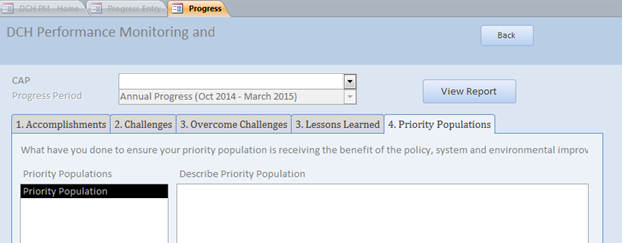 DCH PM - Home
Progress Entry
Progress
DCH Performance Monitoring and
Back
CAP
Progress Period
Annual Progress (Oct 2014 - March 2015)
View Report
1. Accomplishments
2. Challenges
3. Overcome Challenges
3. Lessons Learned
4. Priority Populations
What have you done to ensure your priority population is receiving the benefit of the policy, system and environmental improv
Priority Populations
Describe Priority Population
Priority Population